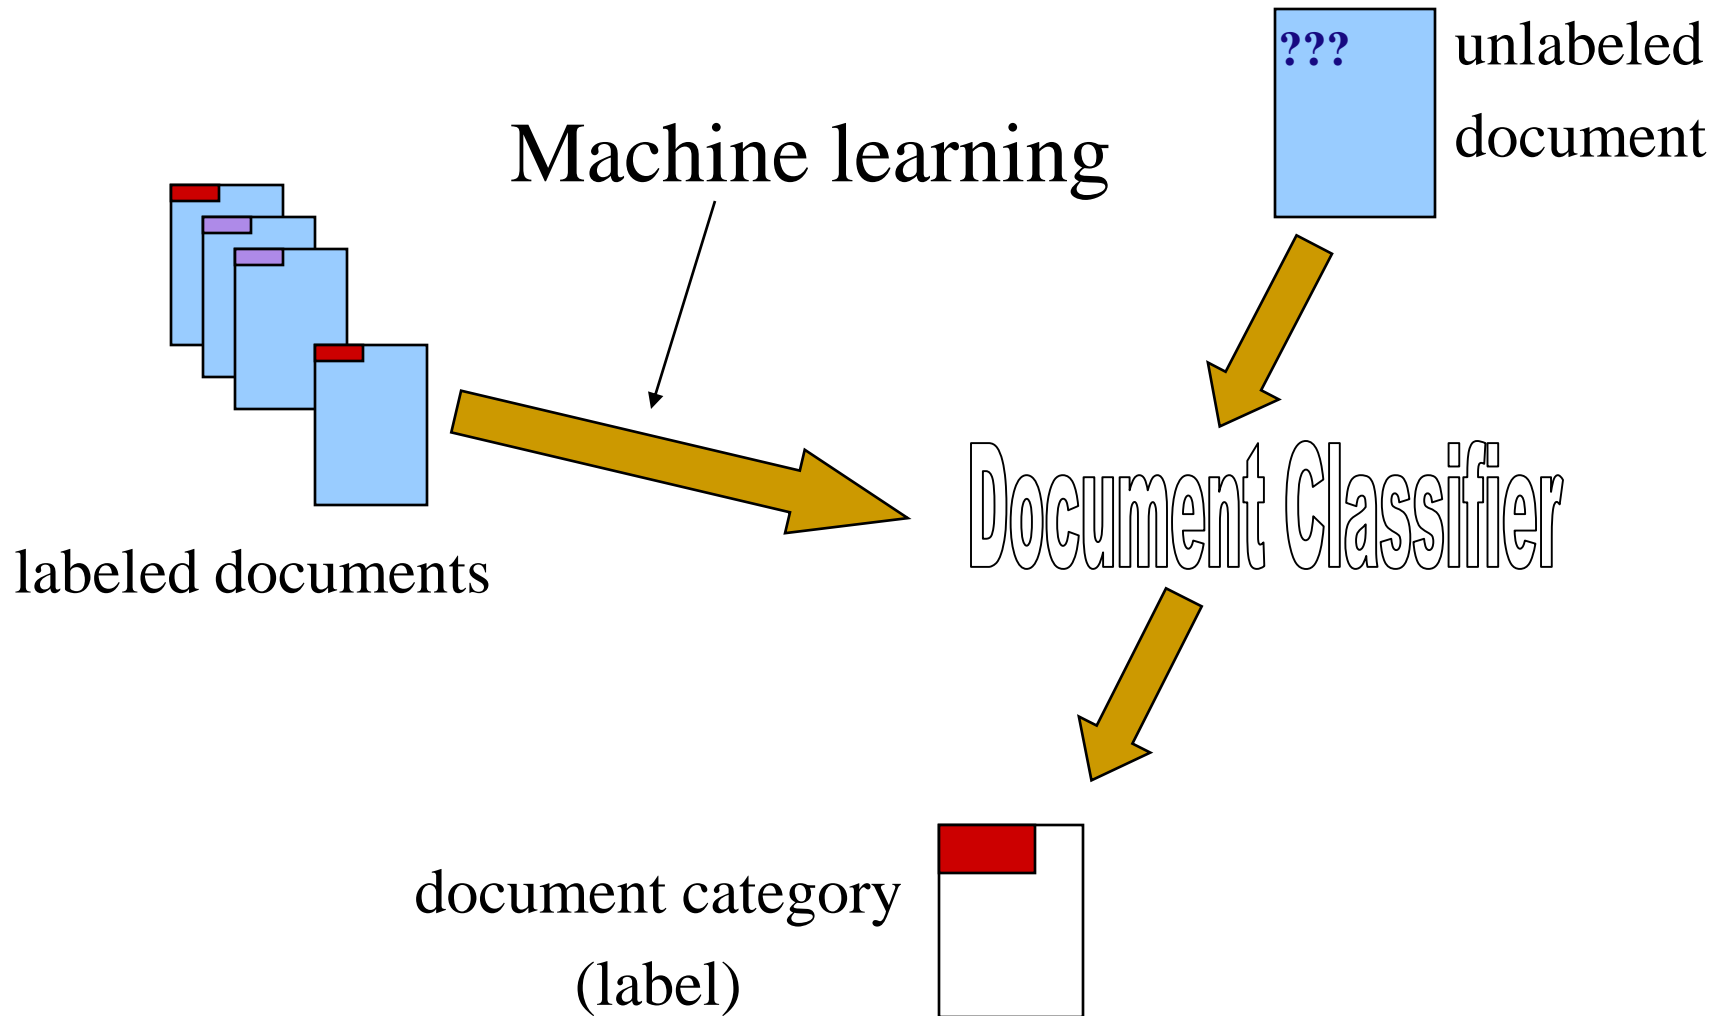 ???
unlabeled
document
Machine learning
labeled documents
Document Classifier
document category
(label)